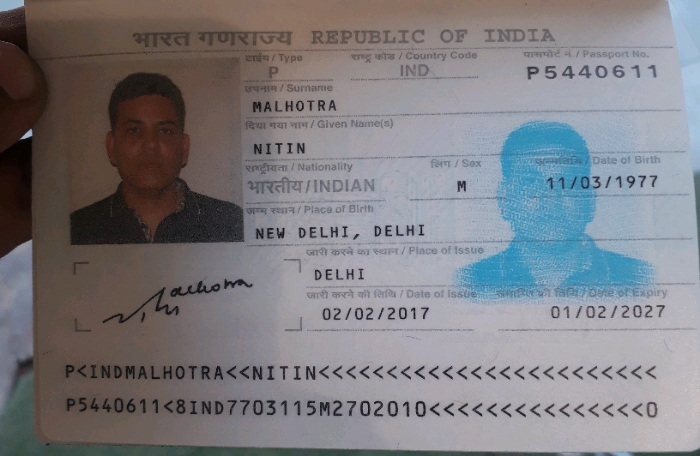 भारत गणराज्य REPUBLIC OF INDIA
टाईप / Type राष्ट्र कोड / Country Code पासपोर्ट नं. / Passport No.
P IND P5440611
उपनाम / Surname
MALHOTRA
दिया गया नाम / Given Name(s)
NITIN
राष्ट्रीयता / Nationality लिंग / Sex जन्मतिथि / Date of Birth
भारतीय/INDIAN M 11/03/1977
जन्म स्थान / Place of Birth
NEW DELHI, DELHI
जारी करने का स्थान / Place of Issue
DELHI
जारी करने की तिथि / Date of Issue समाप्ति की तिथि / Date of Expiry
02/02/2017 01/02/2027
P<INDMALHOTRA<<NITIN<<<<<<<<<<<<<<<<<<<<<<<<
P5440611<8IND7703115M2702010<<<<<<<<<<<<<<<0